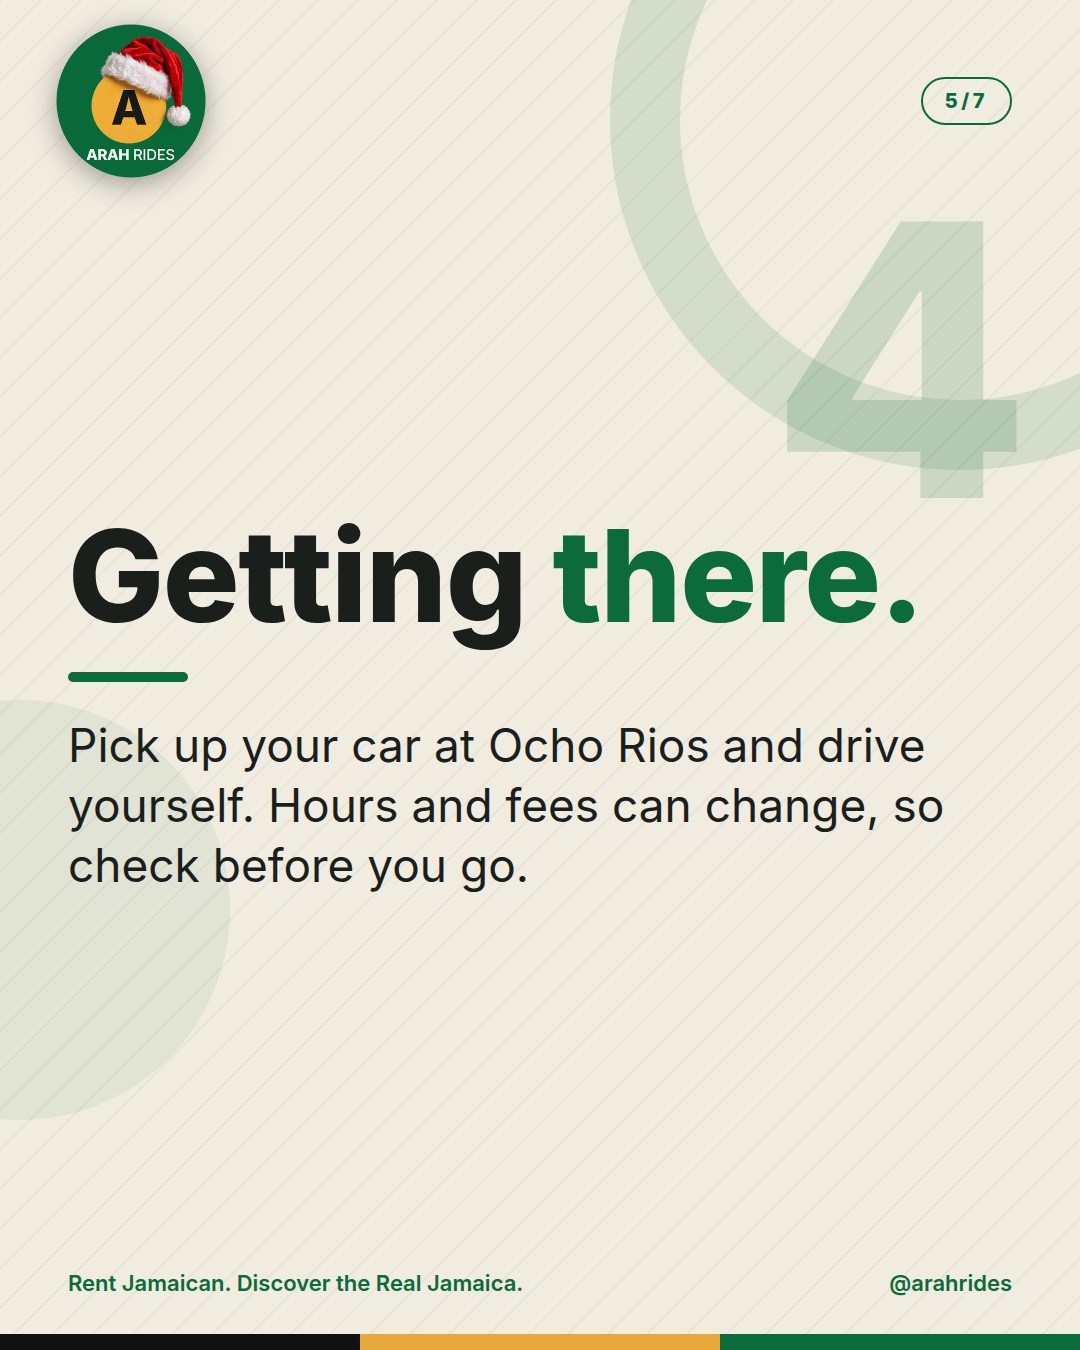 A
ARAH RIDES
5/7
4
Getting there.
Pick up your car at Ocho Rios and drive
yourself. Hours and fees can change, so
check before you go.
Rent Jamaican. Discover the Real Jamaica.
@arahrides